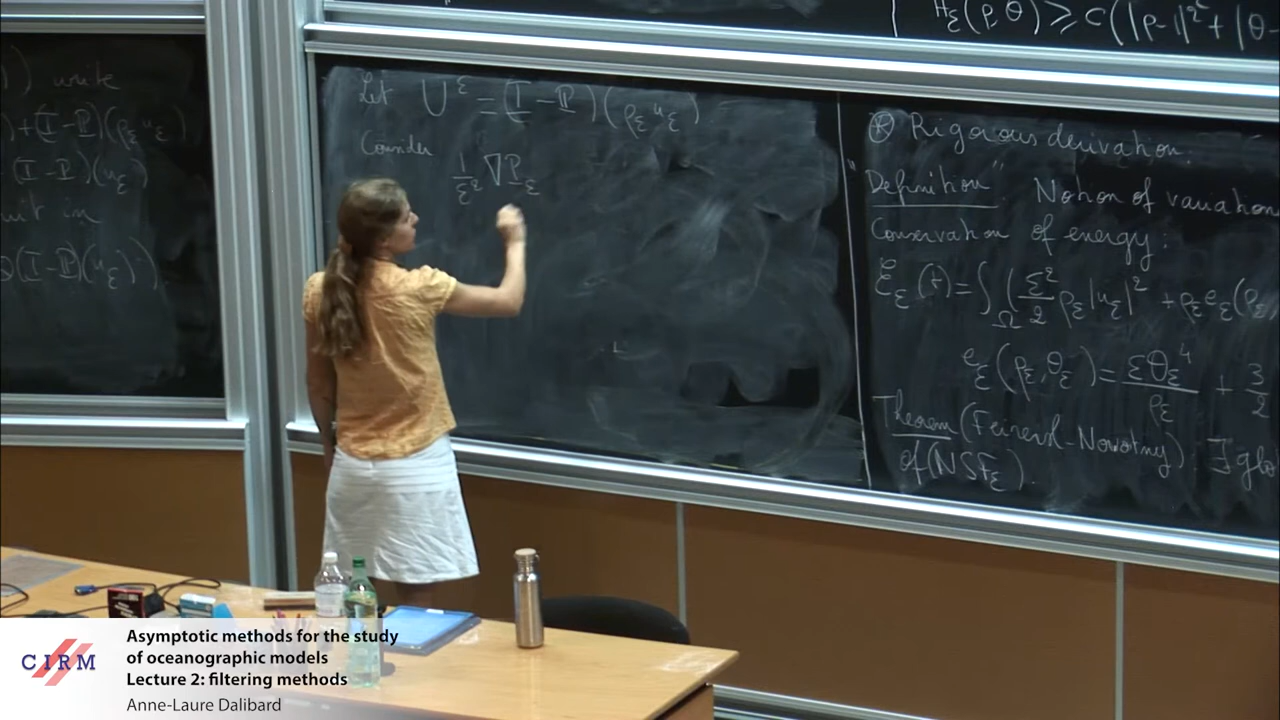 H_ε(ρ,θ) ⩾ C(|ρ-1|² + |θ-
) write
) + (I-P)(ρ_ε u_ε)
(I-P)(u_ε)
in
(I-P)(u_ε))
Let U^ε = (I-P)(ρ_ε u_ε)
Consider
1/ε² ∇P_ε
⊛ Rigorous derivation.
Definition Notion of variation
Conservation of energy:
E_ε(t) = ∫_Ω (ε²/2 ρ_ε|u_ε|² + ρ_ε e_ε(ρ_ε,
e_ε(ρ_ε,θ_ε) = εθ_ε⁴/ρ_ε + 3/2
Theorem (Feireisl-Novotny) ∃ glo
of (NSF_ε).
CIRM
Asymptotic methods for the study
of oceanographic models
Lecture 2: filtering methods
Anne-Laure Dalibard